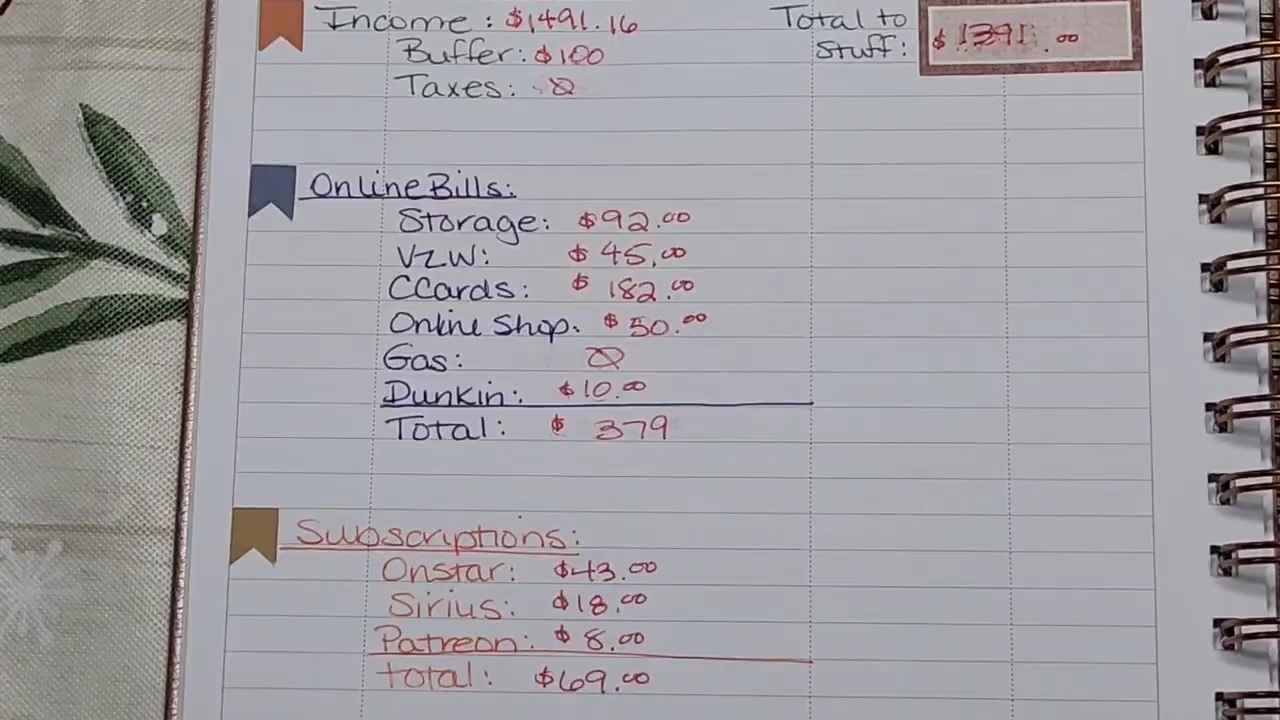 Income: $1491.16
Total to Stuff: $1391.00
Buffer: $100
Taxes: Ø
Online Bills:
Storage: $92.00
VZW: $45.00
CCards: $182.00
Online Shop. $50.00
Gas: Ø
Dunkin: $10.00
Total: $379
Subscriptions:
Onstar: $43.00
Sirius: $18.00
Patreon: $8.00
total: $69.00